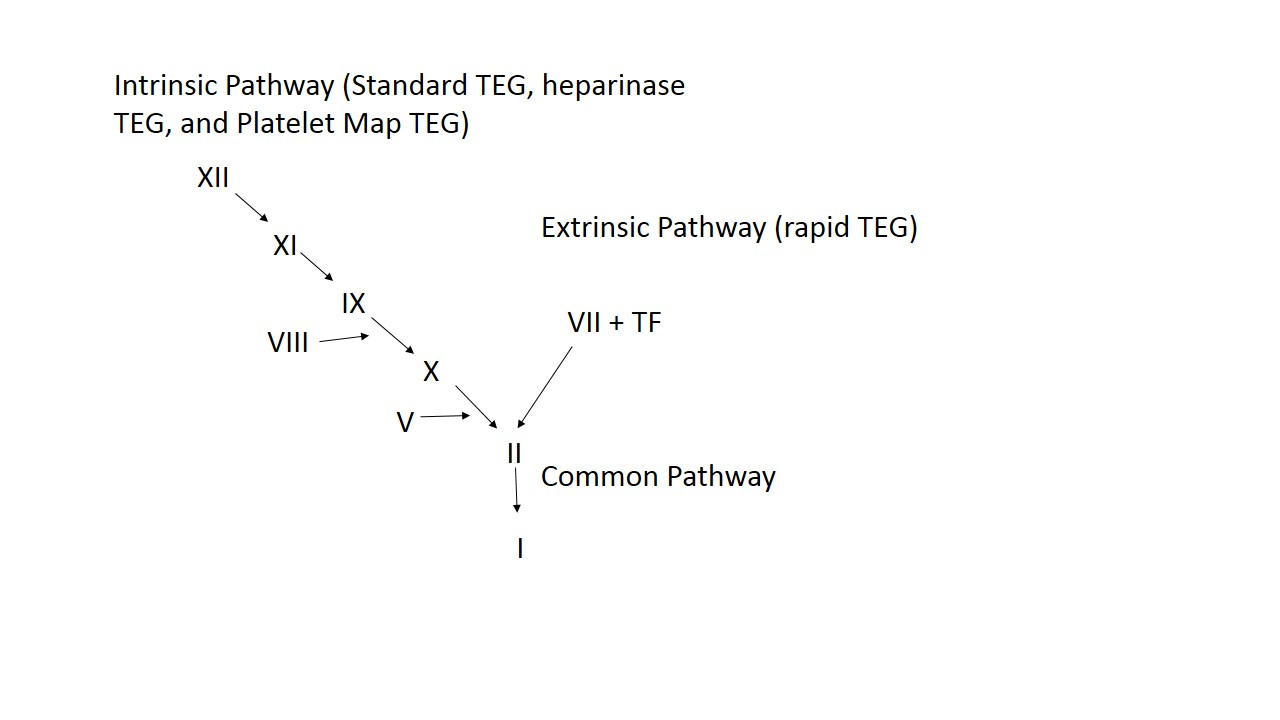 Intrinsic Pathway (Standard TEG, heparinase
TEG, and Platelet Map TEG)
XII
Extrinsic Pathway (rapid TEG)
XI
IX
VII + TF
VIII
X
V
II
Common Pathway
I